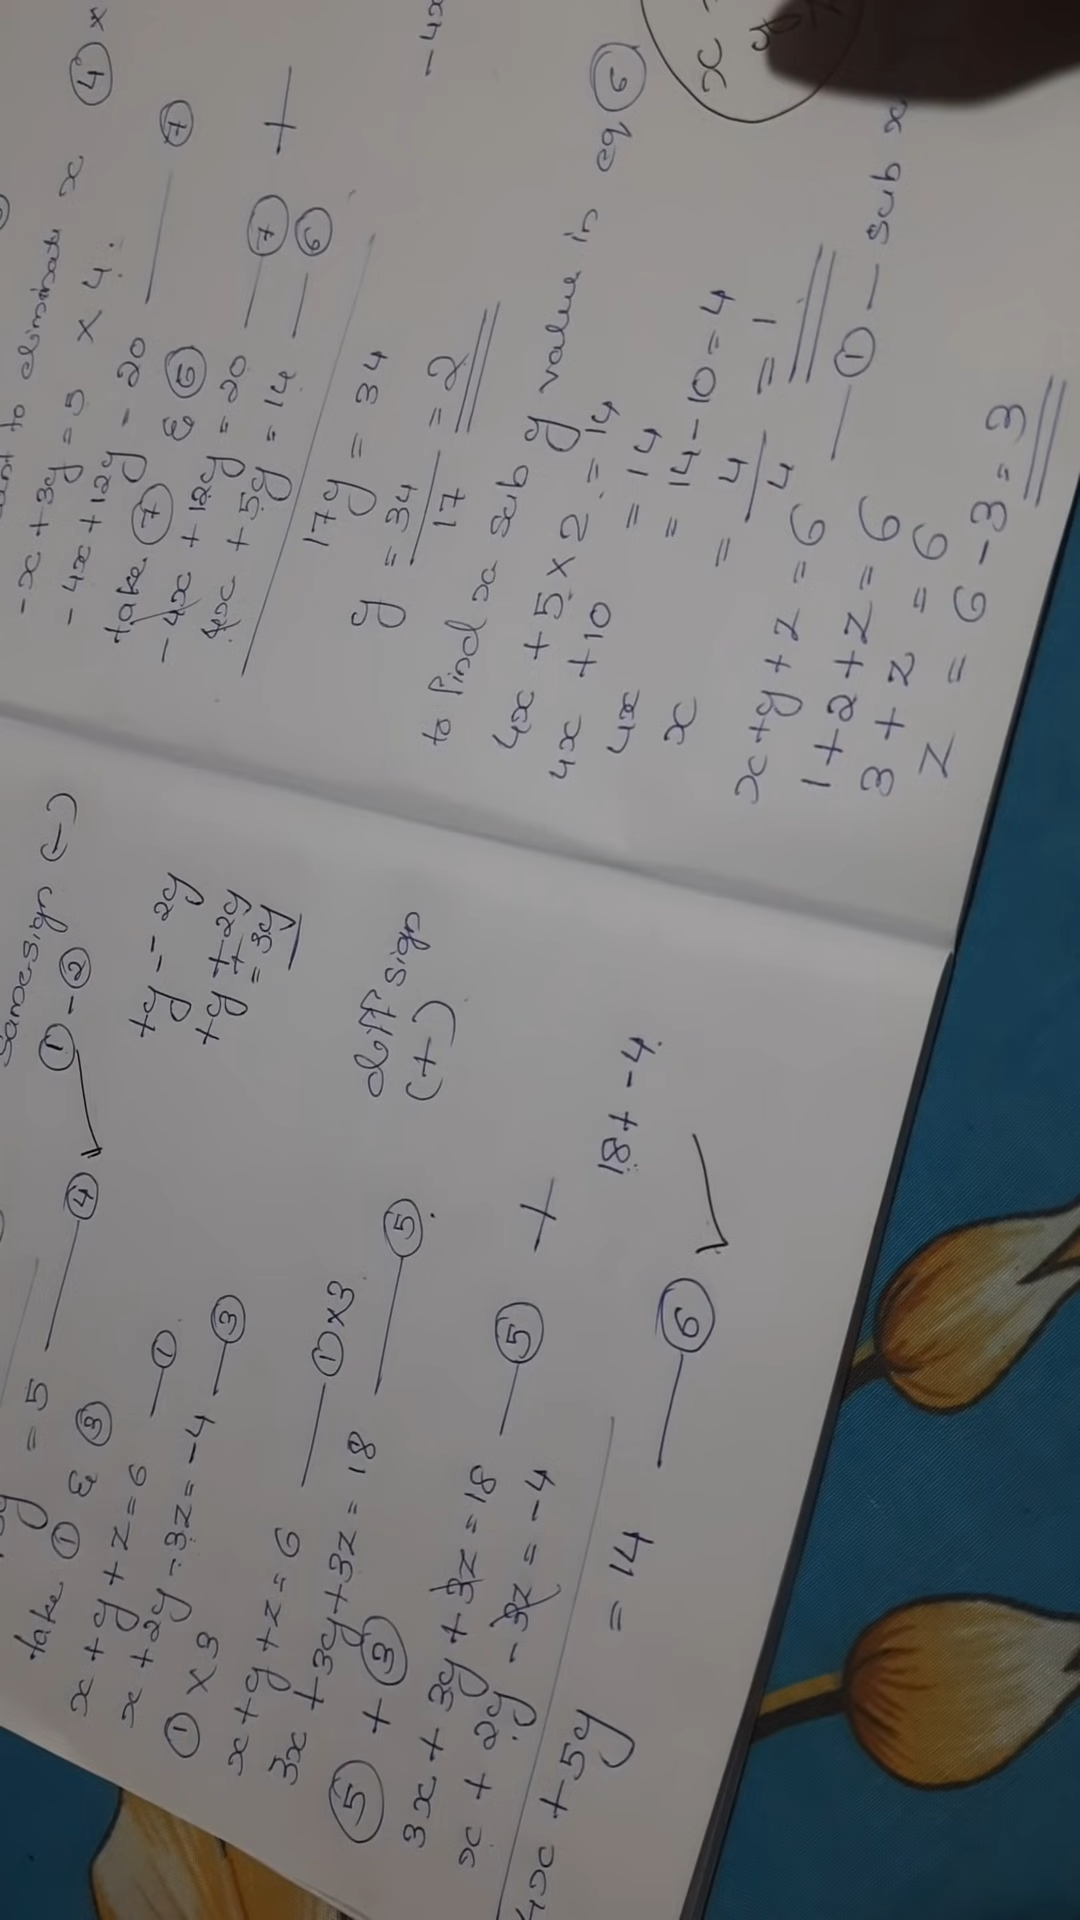 Same sign (-)
y = 5 ④ ① - ②
take ① & ③
x + y + z = 6 ①
x + 2y - 3z = -4 ③
+y - -2y
+y + 2y
= +3y
① × 3
x + y + z = 6 ① × 3
3x + 3y + 3z = 18 ⑤
diff sign
(+)
⑤ + ③
3x + 3y + 3z = 18 ⑤ +
x + 2y - 3z = -4
18 + -4
4x + 5y = 14 ⑥
to eliminate x ④ ×
-x + 3y = 5 × 4
-4x + 12y = 20 ⑦
take ⑦ & ⑥
-4x + 12y = 20 ⑦ +
4x + 5y = 14 ⑥
17y = 34
y = 34/17 = 2
-4x
to find x sub y value in eq ⑥
4x + 5 × 2 = 14
4x + 10 = 14
4x = 14 - 10 = 4
x = 4/4 = 1
x
y
x + y + z = 6 ① sub x
1 + 2 + z = 6
3 + z = 6
z = 6 - 3 = 3